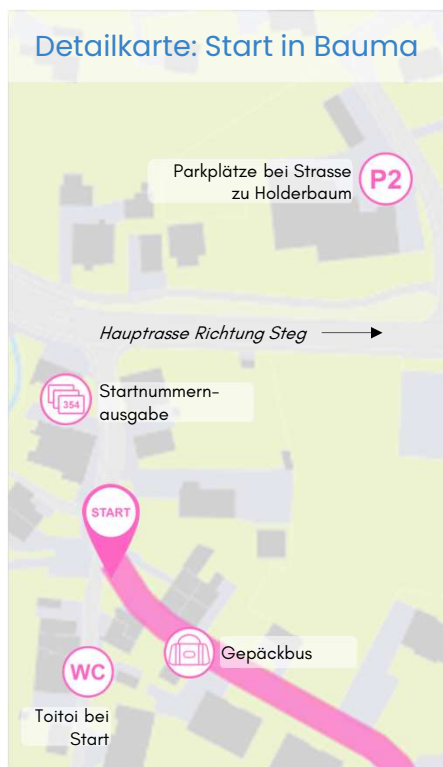 Detailkarte: Start in Bauma
Parkplätze bei Strasse
zu Holderbaum
P2
Hauptrasse Richtung Steg
354
Startnummern-
ausgabe
START
Gepäckbus
WC
Toitoi bei
Start